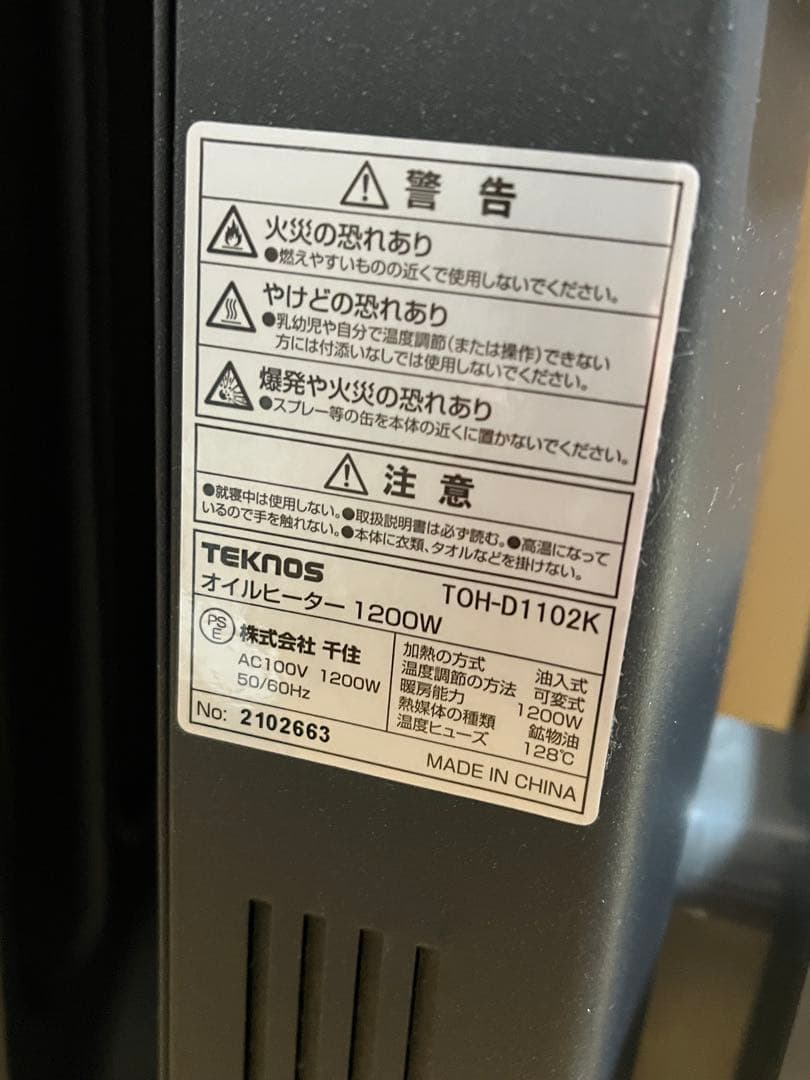 警告
火災の恐れあり
●燃えやすいものの近くで使用しないでください。
やけどの恐れあり
●乳幼児や自分で温度調節(または操作)できない
方には付添いなしでは使用しないでください。
爆発や火災の恐れあり
●スプレー等の缶を本体の近くに置かないでください。
注意
●就寝中は使用しない。●取扱説明書は必ず読む。●高温になって
いるので手を触れない。●本体に衣類、タオルなどを掛けない。
TEKNOS
TOH-D1102K
オイルヒーター 1200W
PS
E
株式会社 千住
AC100V 1200W
50/60Hz
加熱の方式 油入式
温度調節の方法 可変式
暖房能力 1200W
熱媒体の種類 鉱物油
温度ヒューズ 128℃
No: 2102663
MADE IN CHINA